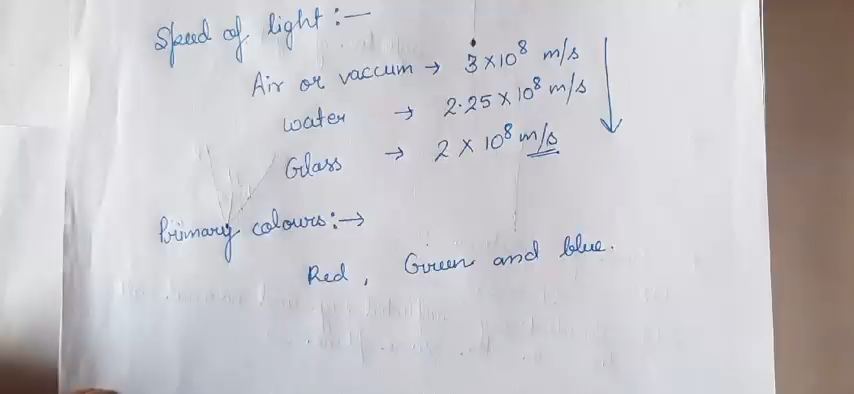 Speed of light :-
Air or vaccum → 3 × 10⁸ m/s
water → 2.25 × 10⁸ m/s
Glass → 2 × 10⁸ m/s
Primary colours :→
Red, Green and blue.